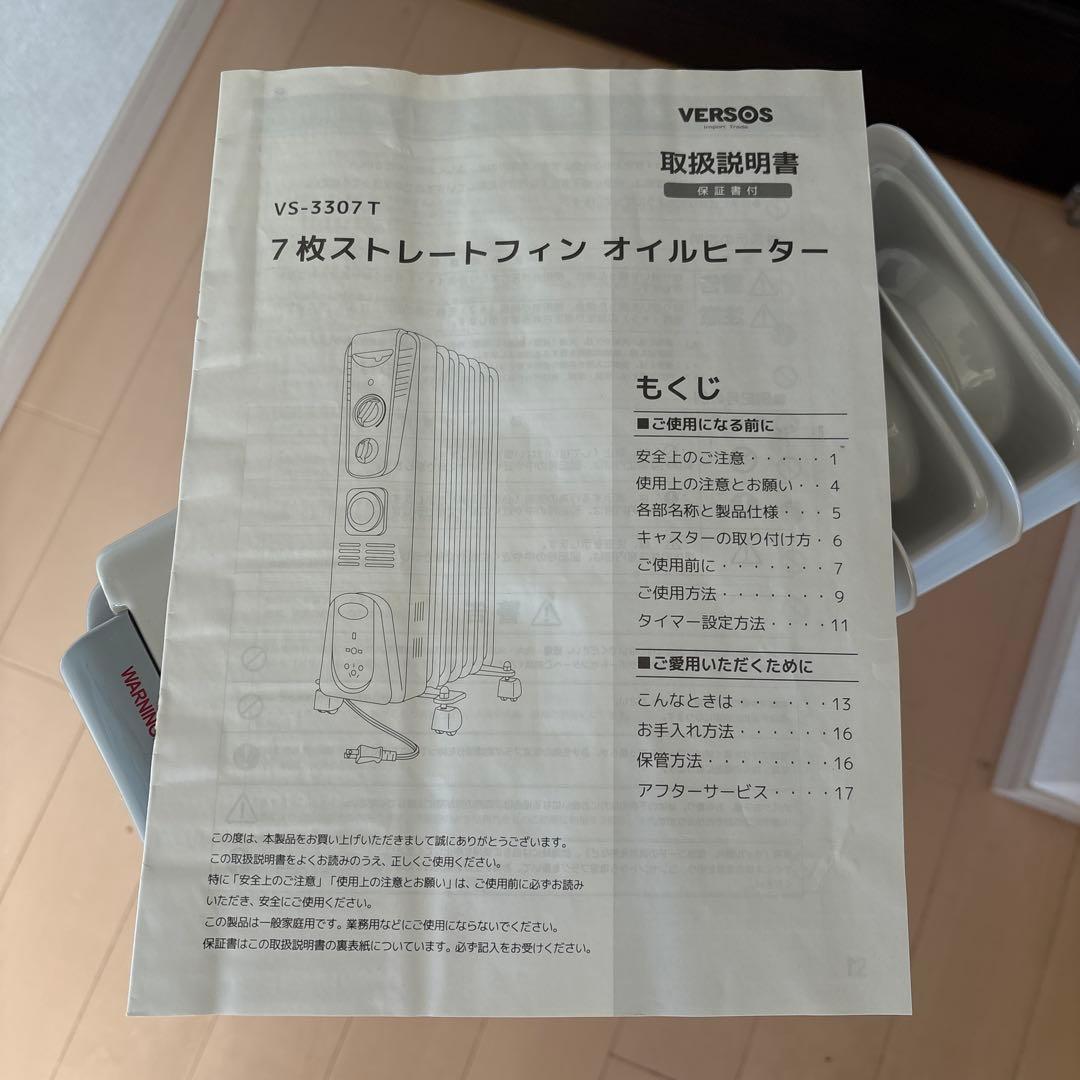 VERSOS
Import Trade
取扱説明書
保証書付
VS-3307T
7枚ストレートフィン オイルヒーター
もくじ
■ご使用になる前に
安全上のご注意・・・・・1
使用上の注意とお願い・・4
各部名称と製品仕様・・・5
キャスターの取り付け方・6
ご使用前に・・・・・・・7
ご使用方法・・・・・・・9
タイマー設定方法・・・・11
■ご愛用いただくために
こんなときは・・・・・・13
お手入れ方法・・・・・・16
保管方法・・・・・・・・16
アフターサービス・・・・17
この度は、本製品をお買い上げいただきまして誠にありがとうございます。
この取扱説明書をよくお読みのうえ、正しくご使用ください。
特に「安全上のご注意」「使用上の注意とお願い」は、ご使用前に必ずお読み
いただき、安全にご使用ください。
この製品は一般家庭用です。業務用などにご使用にならないでください。
保証書はこの取扱説明書の裏表紙についています。必ず記入をお受けください。
WARNING